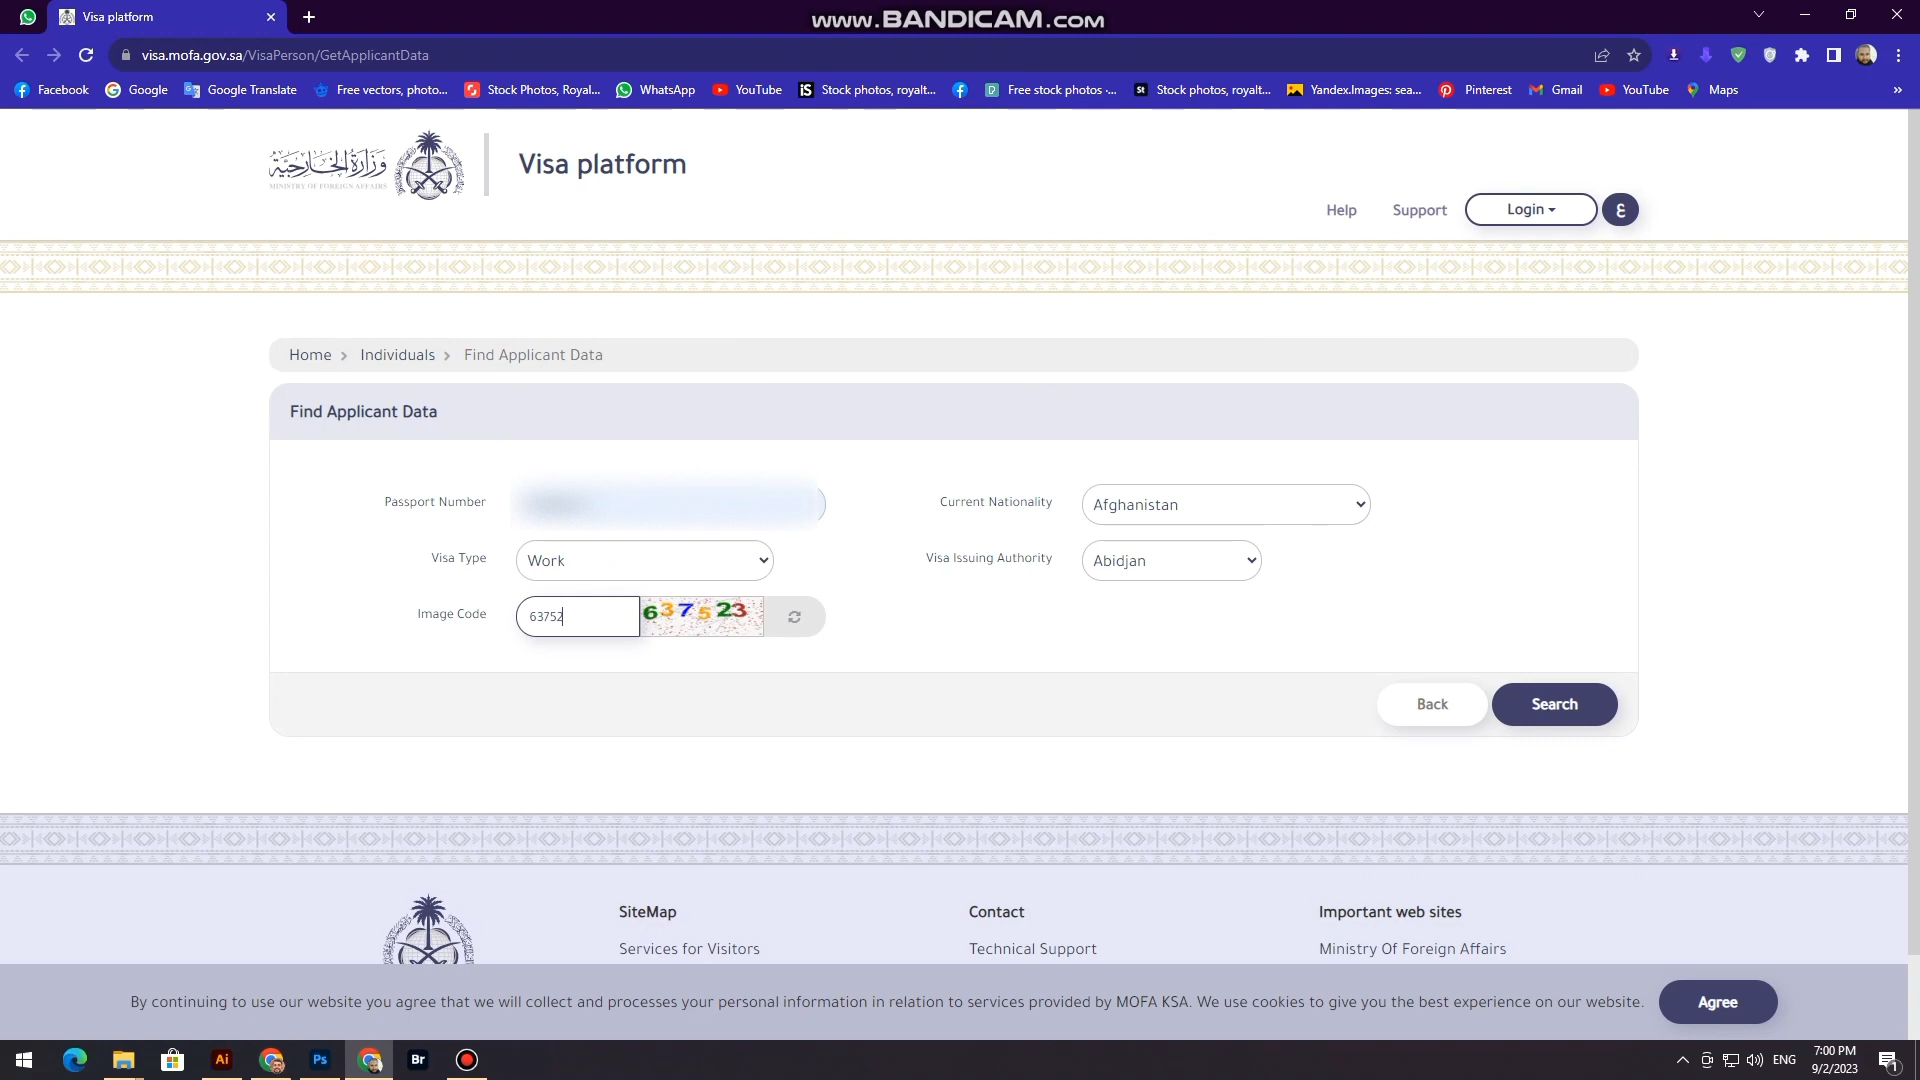 Visa platform
www.BANDICAM.com
visa.mofa.gov.sa/VisaPerson/GetApplicantData
Facebook
Google
Google Translate
Free vectors, photo...
Stock Photos, Royal...
WhatsApp
YouTube
iS
Stock photos, royalt...
Free stock photos ·...
St
Stock photos, royalt...
Yandex.Images: sea...
Pinterest
Gmail
YouTube
Maps
»
وزارة الخارجية
MINISTRY OF FOREIGN AFFAIRS
Visa platform
Help
Support
Login
ع
Home > Individuals > Find Applicant Data
Find Applicant Data
Passport Number
Current Nationality
Afghanistan
Visa Type
Work
Visa Issuing Authority
Abidjan
Image Code
63752
637523
Back
Search
SiteMap
Contact
Important web sites
Services for Visitors
Technical Support
Ministry Of Foreign Affairs
By continuing to use our website you agree that we will collect and processes your personal information in relation to services provided by MOFA KSA. We use cookies to give you the best experience on our website.
Agree
Ai
Ps
Br
ENG
7:00 PM
9/2/2023
1